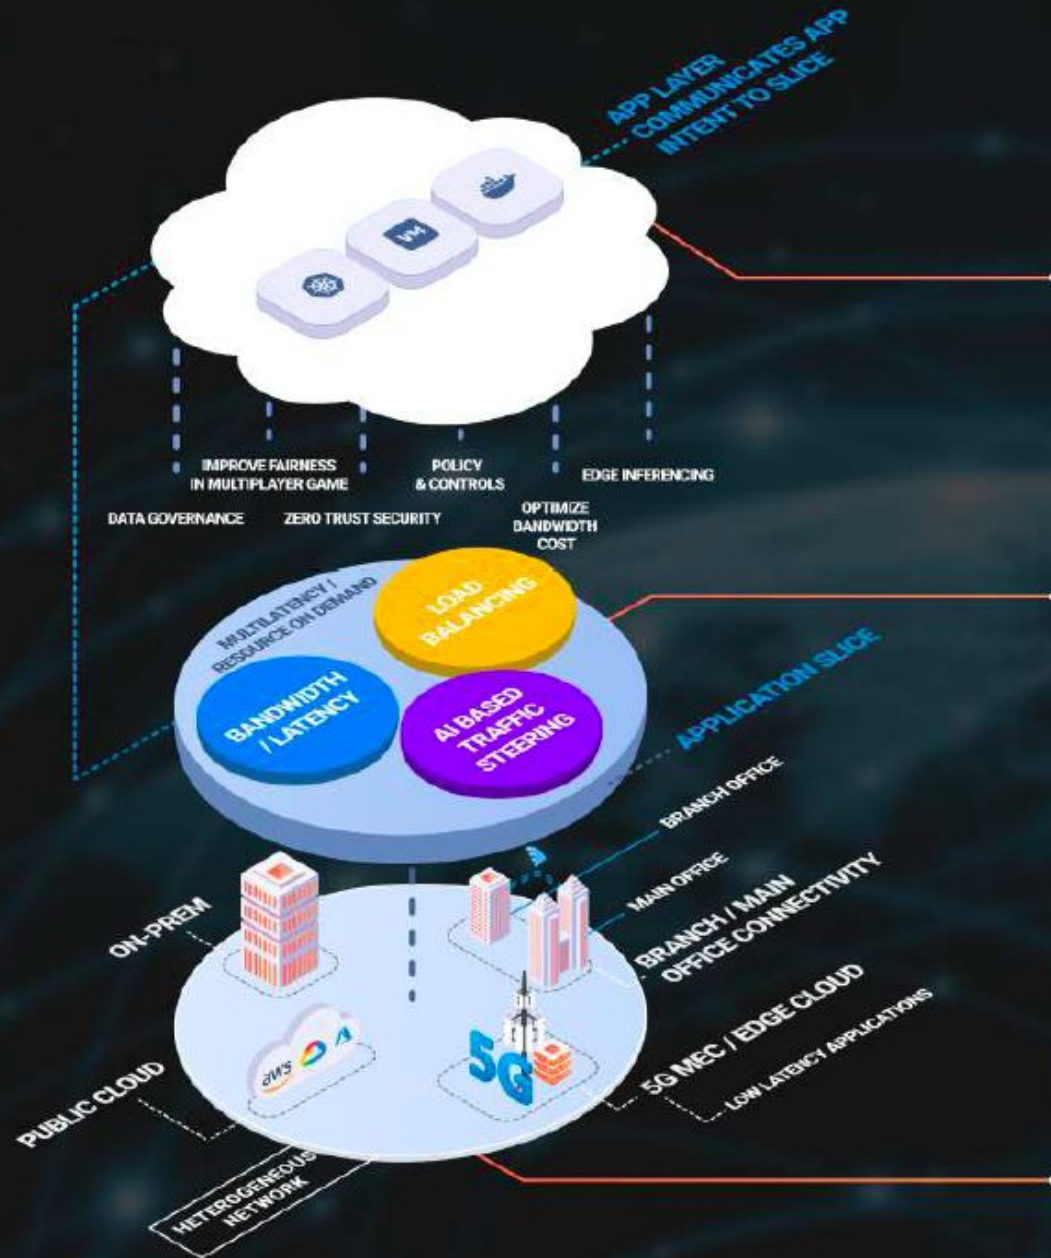 APP LAYER
COMMUNICATES APP
INTENT TO SLICE
VM
IMPROVE FAIRNESS
IN MULTIPLAYER GAME
POLICY
& CONTROLS
EDGE INFERENCING
DATA GOVERNANCE
ZERO TRUST SECURITY
OPTIMIZE
BANDWIDTH
COST
MULTILATENCY /
RESOURCE ON DEMAND
LOAD
BALANCING
BANDWIDTH
/ LATENCY
AI BASED
TRAFFIC
STEERING
APPLICATION SLICE
BRANCH OFFICE
MAIN OFFICE
BRANCH / MAIN
OFFICE CONNECTIVITY
ON-PREM
5G
aws
5G MEC / EDGE CLOUD
LOW LATENCY APPLICATIONS
PUBLIC CLOUD
HETEROGENEOUS
NETWORK